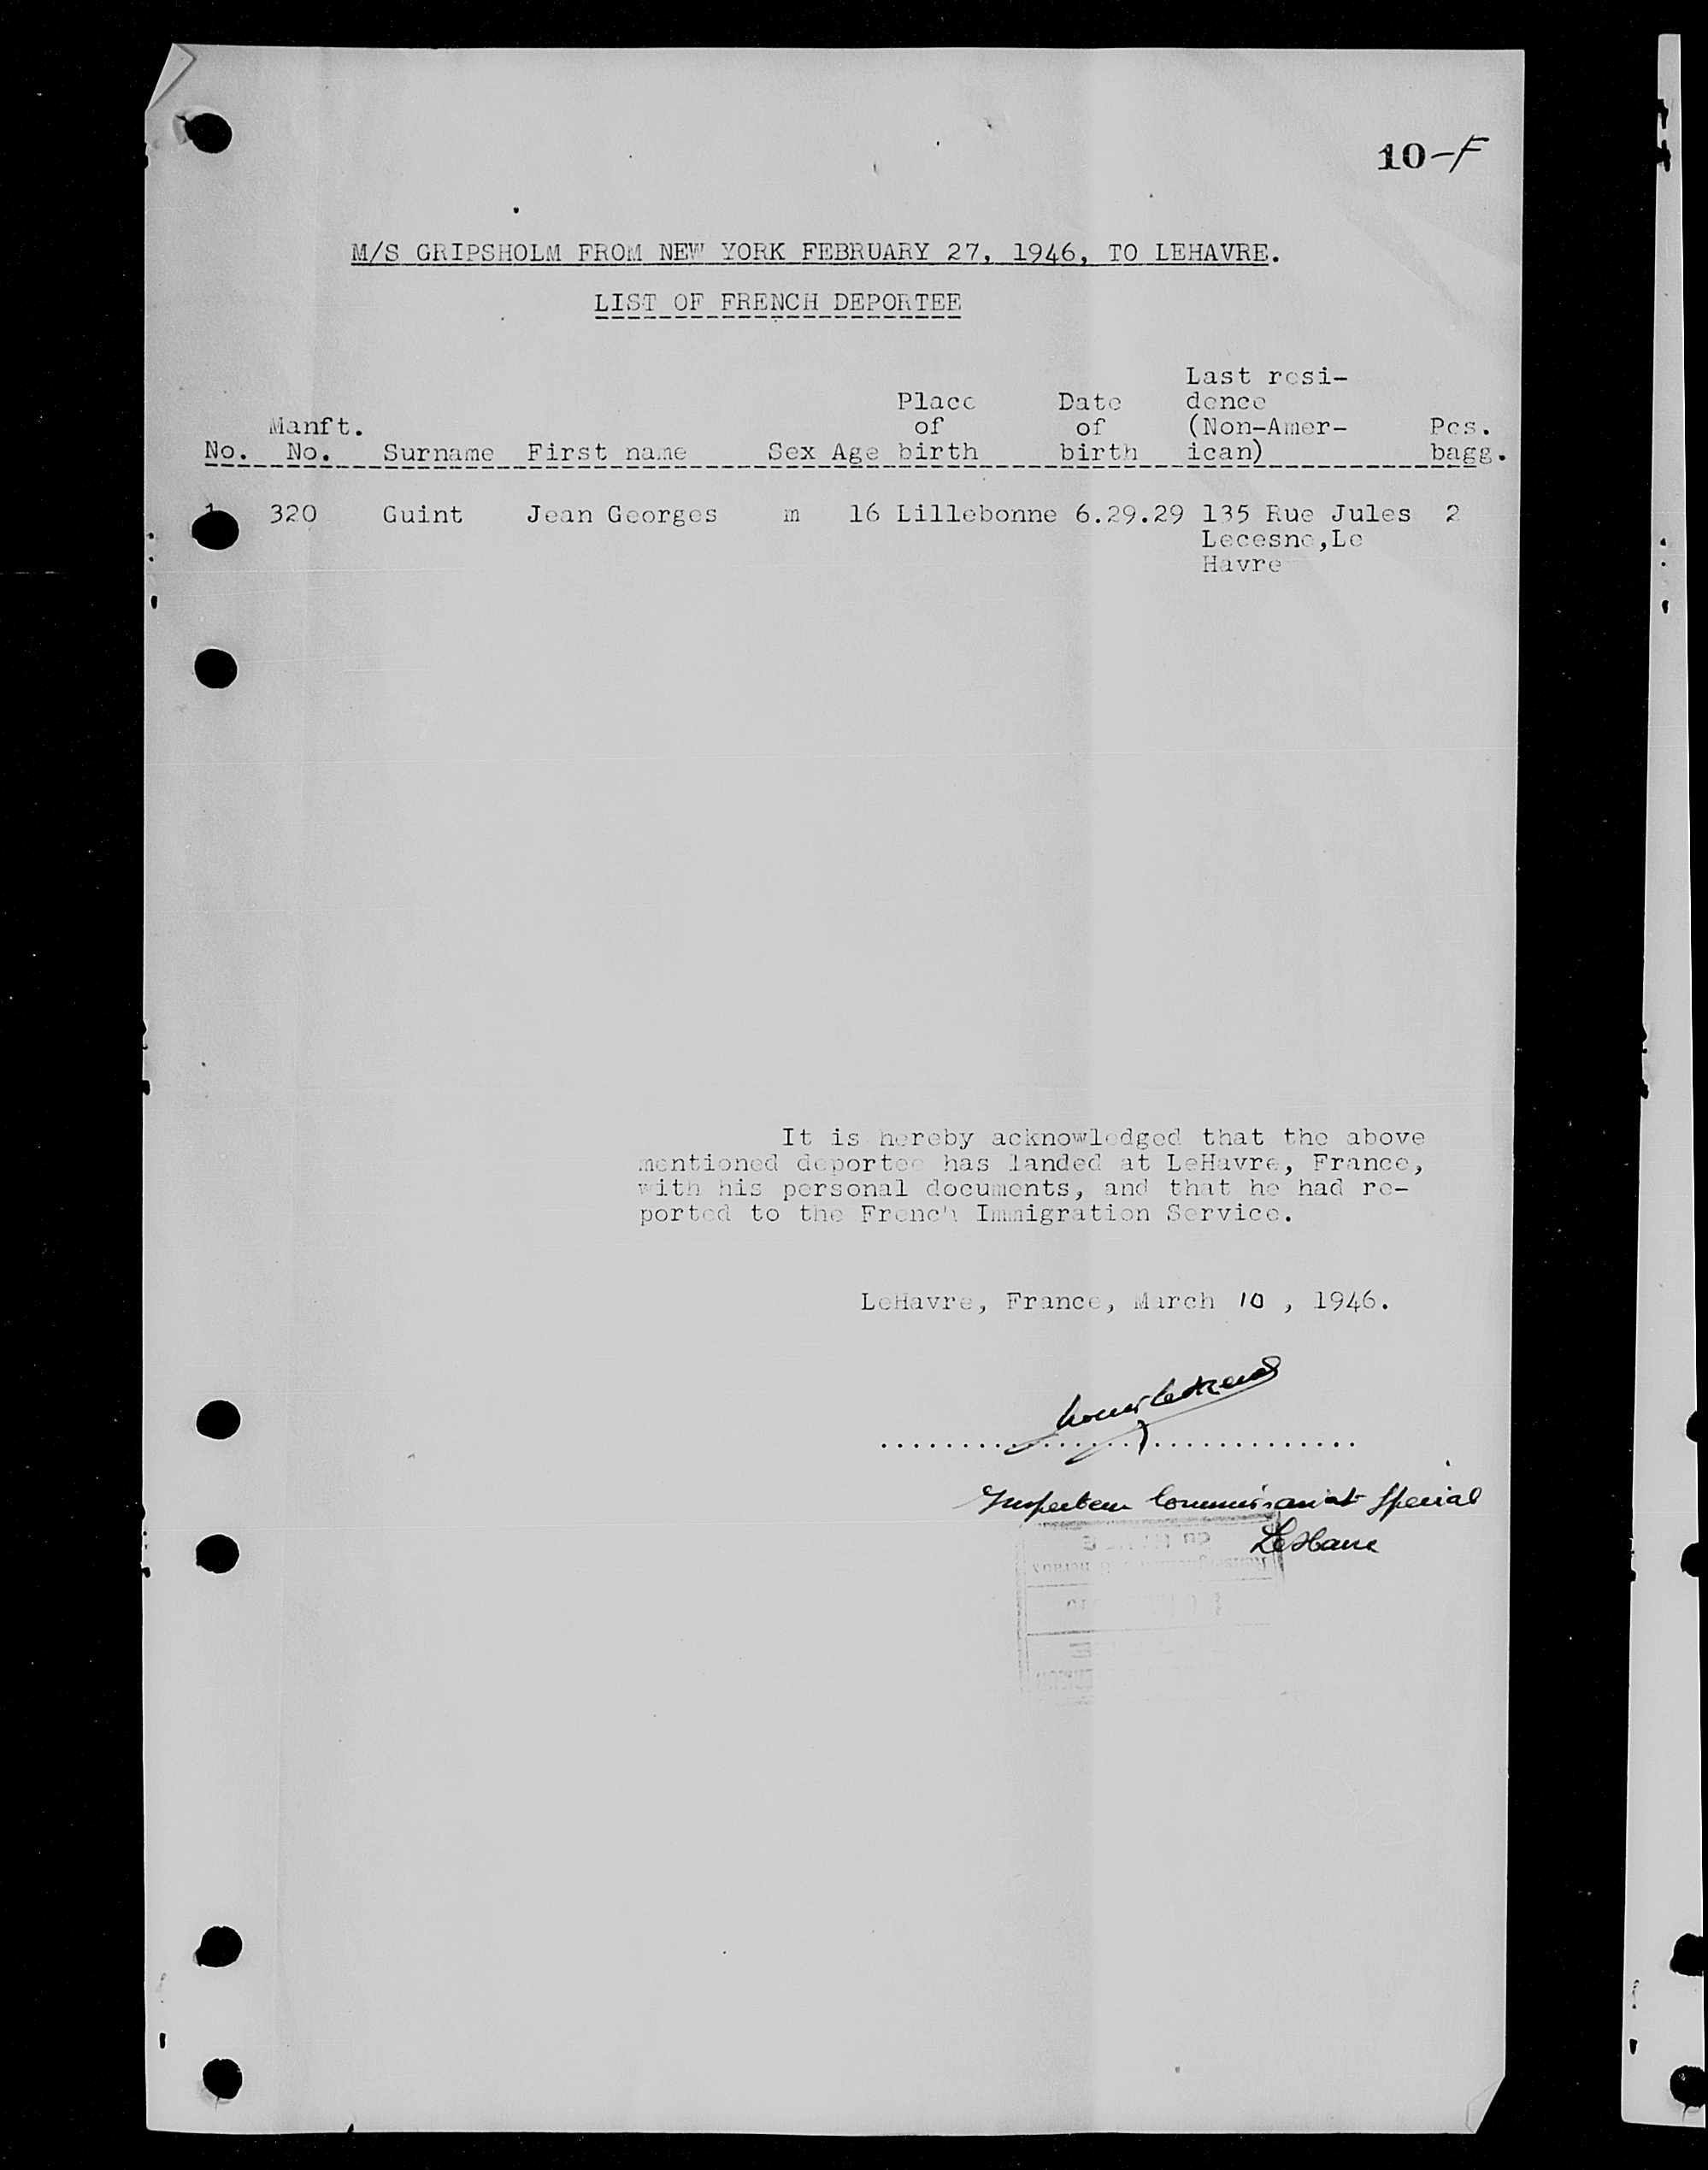 10-F
M/S GRIPSHOLM FROM NEW YORK FEBRUARY 27, 1946, TO LEHAVRE.
LIST OF FRENCH DEPORTEE
No. Manft. No. Surname First name Sex Age Place of birth Date of birth Last resi-dence (Non-Amer-ican) Pcs. bagg.
1 320 Guint Jean Georges m 16 Lillebonne 6.29.29 135 Rue Jules 2
Lecesne,Le
Havre
It is hereby acknowledged that the above
mentioned deportee has landed at LeHavre, France,
with his personal documents, and that he had re-
ported to the French Immigration Service.
LeHavre, France, March 10 , 1946.
Inspecteur Commissariat Special
Le Havre